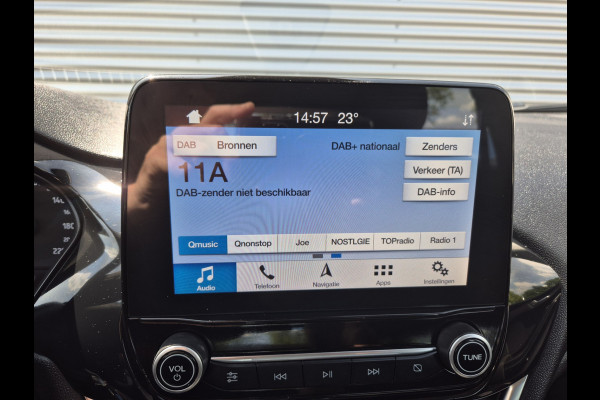 14:57 23°
DAB Bronnen DAB+ nationaal Zenders
11A
Verkeer (TA)
DAB-zender niet beschikbaar DAB-info
Qmusic Qnonstop Joe NOSTLGIE TOPradio Radio 1
Audio Telefoon Navigatie Apps Instellingen
VOL TUNE